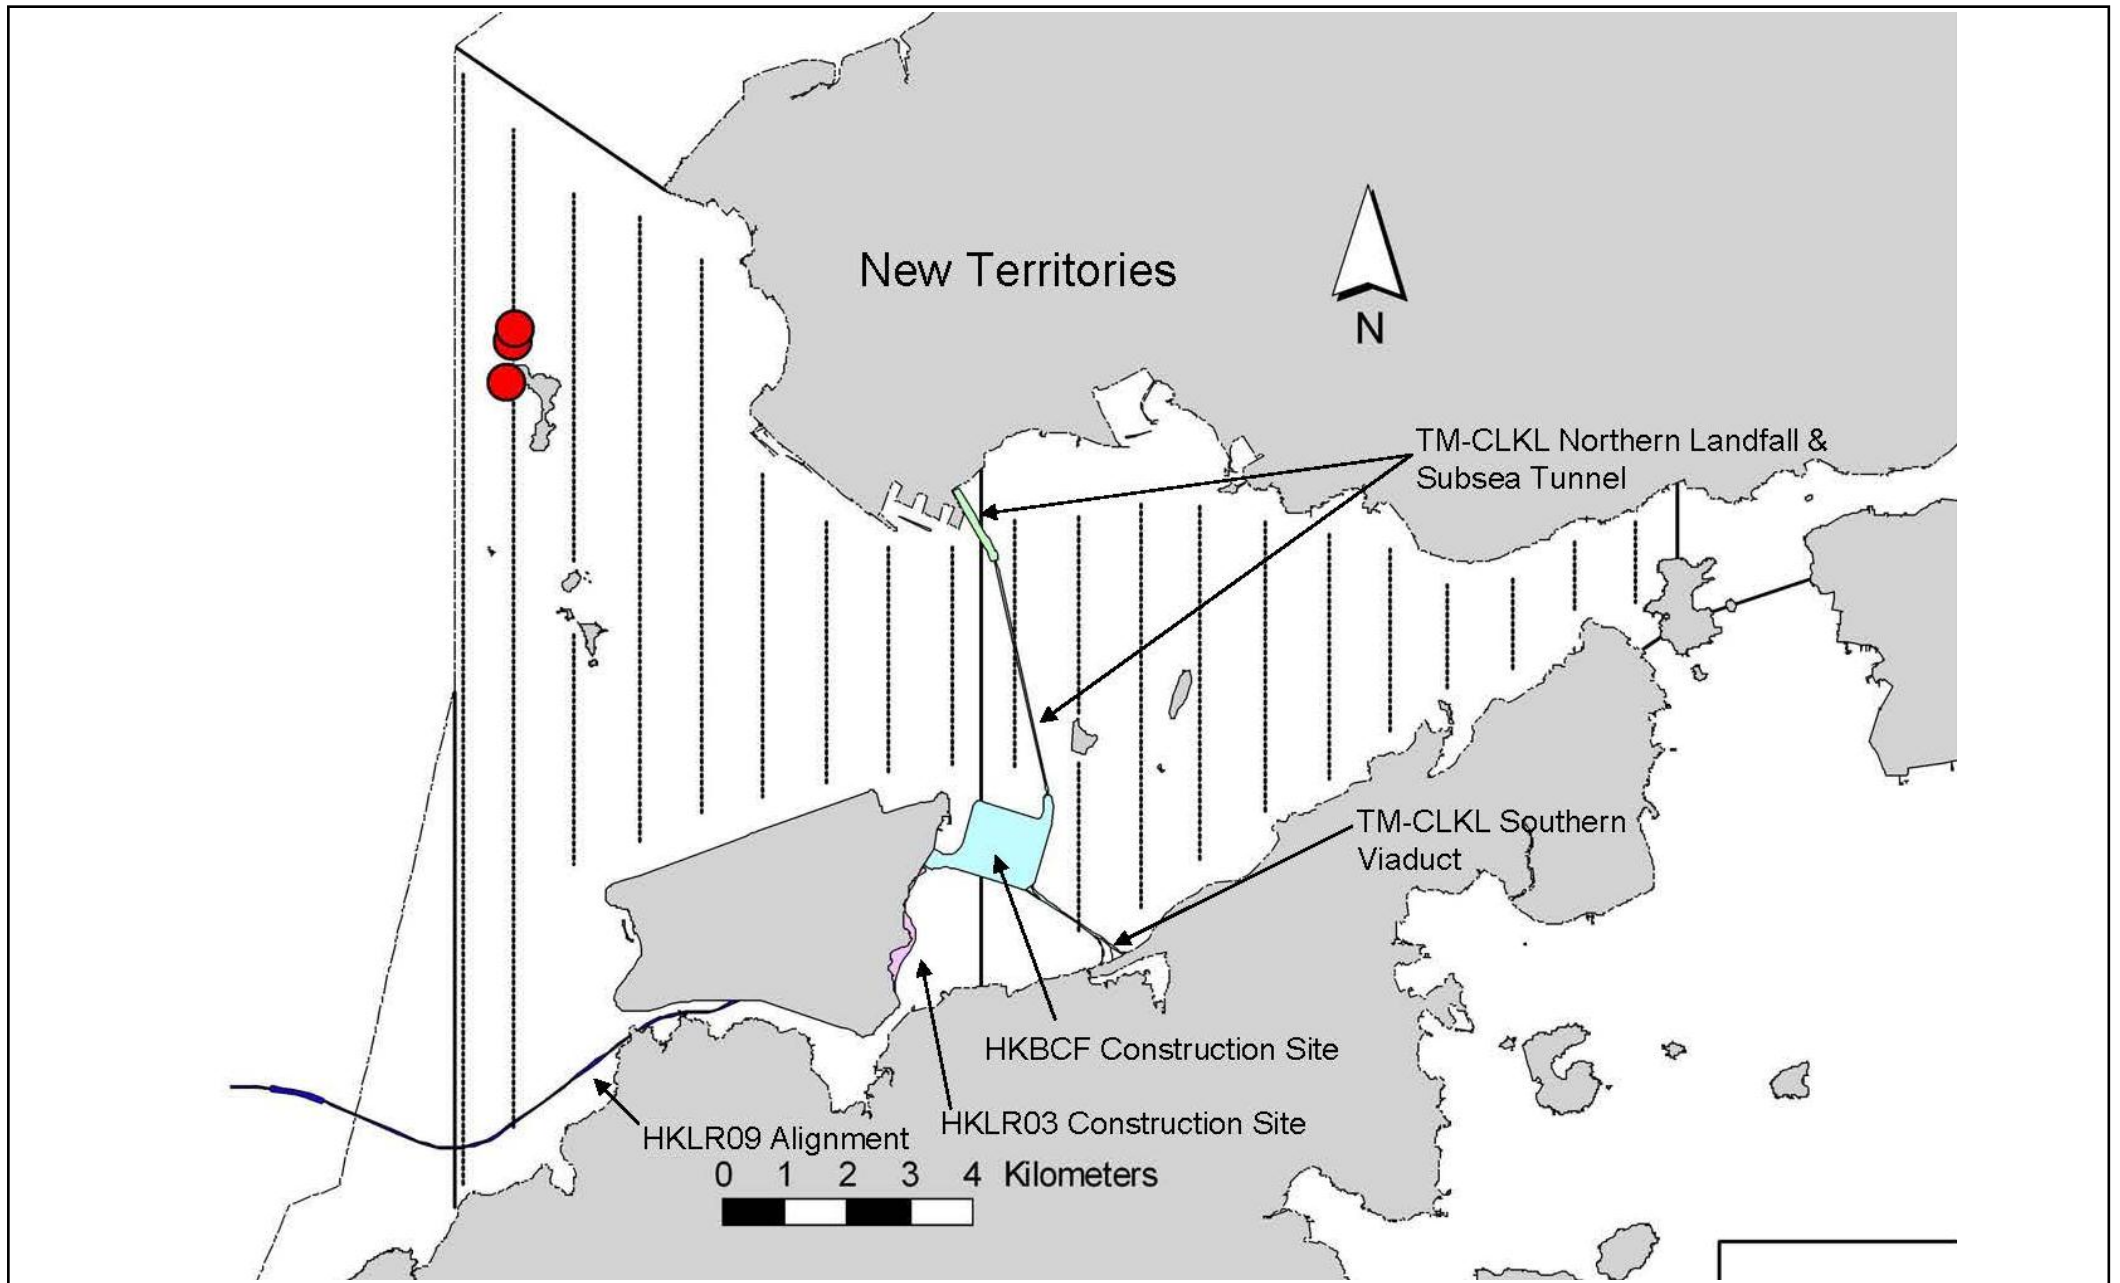 New Territories
N
TM-CLKL Northern Landfall &
Subsea Tunnel
TM-CLKL Southern
Viaduct
HKBCF Construction Site
HKLR03 Construction Site
HKLR09 Alignment
0 1 2 3 4 Kilometers